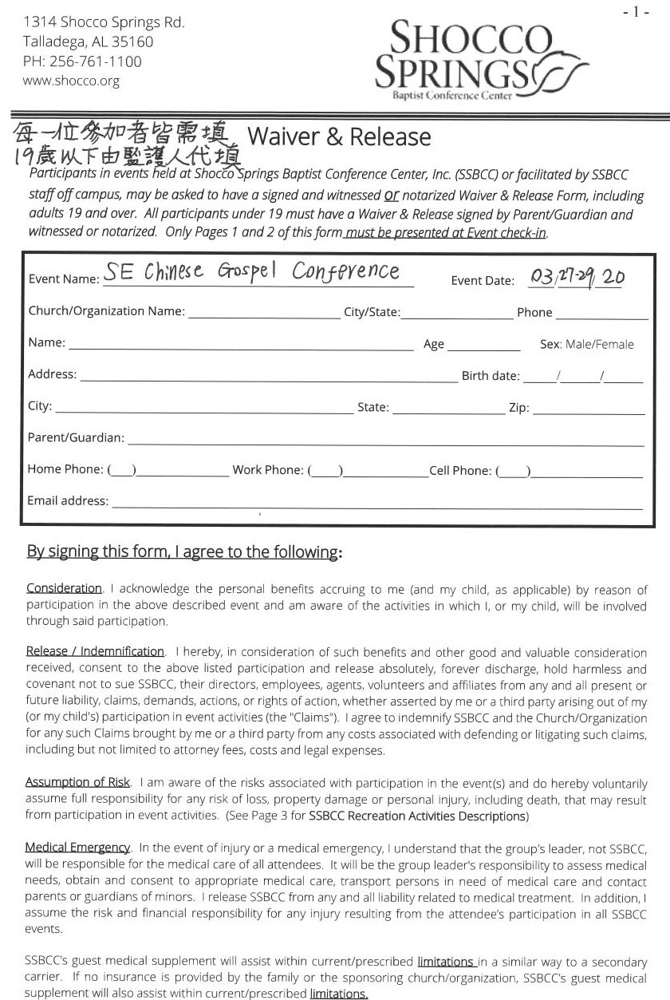 - 1 -
1314 Shocco Springs Rd.
Talladega, AL 35160
PH: 256-761-1100
www.shocco.org
SHOCCO
SPRINGS
Baptist Conference Center
每一位參加者皆需填
19歲以下由監護人代填
Waiver & Release
Participants in events held at Shocco Springs Baptist Conference Center, Inc. (SSBCC) or facilitated by SSBCC
staff off campus, may be asked to have a signed and witnessed or notarized Waiver & Release Form, including
adults 19 and over. All participants under 19 must have a Waiver & Release signed by Parent/Guardian and
witnessed or notarized. Only Pages 1 and 2 of this form must be presented at Event check-in.
Event Name: SE Chinese Gospel Conference Event Date: 03/27-29/20
Church/Organization Name: ____ City/State: ____ Phone ____
Name: ____ Age ____ Sex: Male/Female
Address: ____ Birth date: ____/____/____
City: ____ State: ____ Zip: ____
Parent/Guardian: ____
Home Phone: (___)____ Work Phone: (___)____ Cell Phone: (___)____
Email address: ____
By signing this form, I agree to the following:
Consideration. I acknowledge the personal benefits accruing to me (and my child, as applicable) by reason of
participation in the above described event and am aware of the activities in which I, or my child, will be involved
through said participation.
Release / Indemnification. I hereby, in consideration of such benefits and other good and valuable consideration
received, consent to the above listed participation and release absolutely, forever discharge, hold harmless and
covenant not to sue SSBCC, their directors, employees, agents, volunteers and affiliates from any and all present or
future liability, claims, demands, actions, or rights of action, whether asserted by me or a third party arising out of my
(or my child's) participation in event activities (the "Claims"). I agree to indemnify SSBCC and the Church/Organization
for any such Claims brought by me or a third party from any costs associated with defending or litigating such claims,
including but not limited to attorney fees, costs and legal expenses.
Assumption of Risk. I am aware of the risks associated with participation in the event(s) and do hereby voluntarily
assume full responsibility for any risk of loss, property damage or personal injury, including death, that may result
from participation in event activities. (See Page 3 for SSBCC Recreation Activities Descriptions)
Medical Emergency. In the event of injury or a medical emergency, I understand that the group's leader, not SSBCC,
will be responsible for the medical care of all attendees. It will be the group leader's responsibility to assess medical
needs, obtain and consent to appropriate medical care, transport persons in need of medical care and contact
parents or guardians of minors. I release SSBCC from any and all liability related to medical treatment. In addition, I
assume the risk and financial responsibility for any injury resulting from the attendee's participation in all SSBCC
events.
SSBCC's guest medical supplement will assist within current/prescribed limitations in a similar way to a secondary
carrier. If no insurance is provided by the family or the sponsoring church/organization, SSBCC's guest medical
supplement will also assist within current/prescribed limitations.